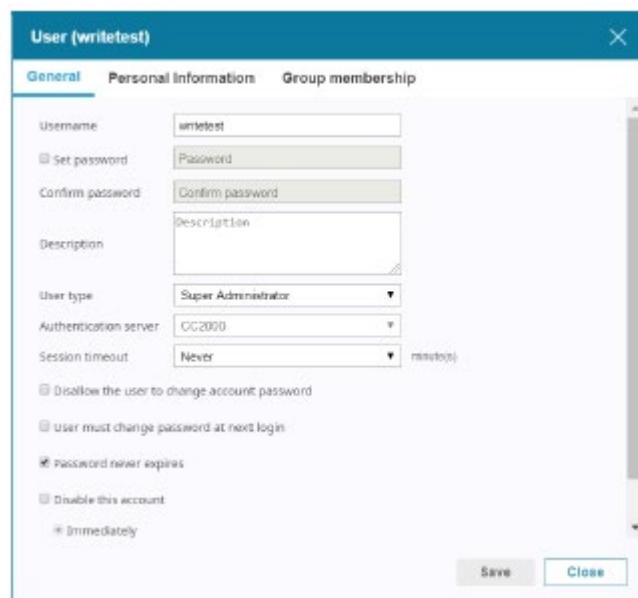 User (writetest)
General Personal Information Group membership
Username writetest
Set password Password
Confirm password Confirm password
Description Description
User type Super Administrator
Authentication server CC2000
Session timeout Never minute(s)
Disallow the user to change account password
User must change password at next login
Password never expires
Disable this account
Immediately
Save Close